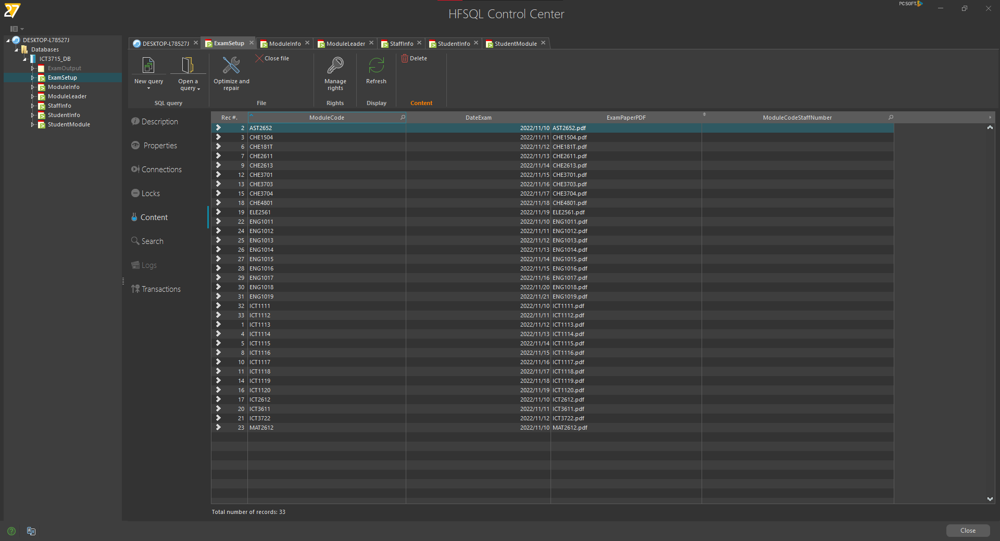 PC SOFT
27
HFSQL Control Center
DESKTOP-L78527J
Databases
ICT3715_DB
ExamOutput
ExamSetup
ModuleInfo
ModuleLeader
StaffInfo
StudentInfo
StudentModule
DESKTOP-L78527J ExamSetup ModuleInfo ModuleLeader StaffInfo StudentInfo StudentModule
New query
Open a query
SQL query
Optimize and repair
Close file
File
Manage rights
Rights
Refresh
Display
Delete
Content
Description
Properties
Connections
Locks
Content
Search
Logs
Transactions
Rec #. ModuleCode DateExam ExamPaperPDF ModuleCodeStaffNumber
2 AST2652 2022/11/10 AST2652.pdf
3 CHE1504 2022/11/11 CHE1504.pdf
6 CHE181T 2022/11/12 CHE181T.pdf
7 CHE2611 2022/11/13 CHE2611.pdf
9 CHE2613 2022/11/14 CHE2613.pdf
12 CHE3701 2022/11/15 CHE3701.pdf
13 CHE3703 2022/11/16 CHE3703.pdf
15 CHE3704 2022/11/17 CHE3704.pdf
18 CHE4801 2022/11/18 CHE4801.pdf
19 ELE2561 2022/11/19 ELE2561.pdf
22 ENG1011 2022/11/10 ENG1011.pdf
24 ENG1012 2022/11/11 ENG1012.pdf
25 ENG1013 2022/11/12 ENG1013.pdf
26 ENG1014 2022/11/13 ENG1014.pdf
27 ENG1015 2022/11/14 ENG1015.pdf
28 ENG1016 2022/11/15 ENG1016.pdf
29 ENG1017 2022/11/16 ENG1017.pdf
30 ENG1018 2022/11/20 ENG1018.pdf
31 ENG1019 2022/11/21 ENG1019.pdf
32 ICT1111 2022/11/10 ICT1111.pdf
33 ICT1112 2022/11/11 ICT1112.pdf
1 ICT1113 2022/11/12 ICT1113.pdf
4 ICT1114 2022/11/13 ICT1114.pdf
5 ICT1115 2022/11/14 ICT1115.pdf
8 ICT1116 2022/11/15 ICT1116.pdf
10 ICT1117 2022/11/16 ICT1117.pdf
11 ICT1118 2022/11/17 ICT1118.pdf
14 ICT1119 2022/11/18 ICT1119.pdf
16 ICT1120 2022/11/19 ICT1120.pdf
17 ICT2612 2022/11/10 ICT2612.pdf
20 ICT3611 2022/11/11 ICT3611.pdf
21 ICT3722 2022/11/12 ICT3722.pdf
23 MAT2612 2022/11/10 MAT2612.pdf
Total number of records: 33
Close